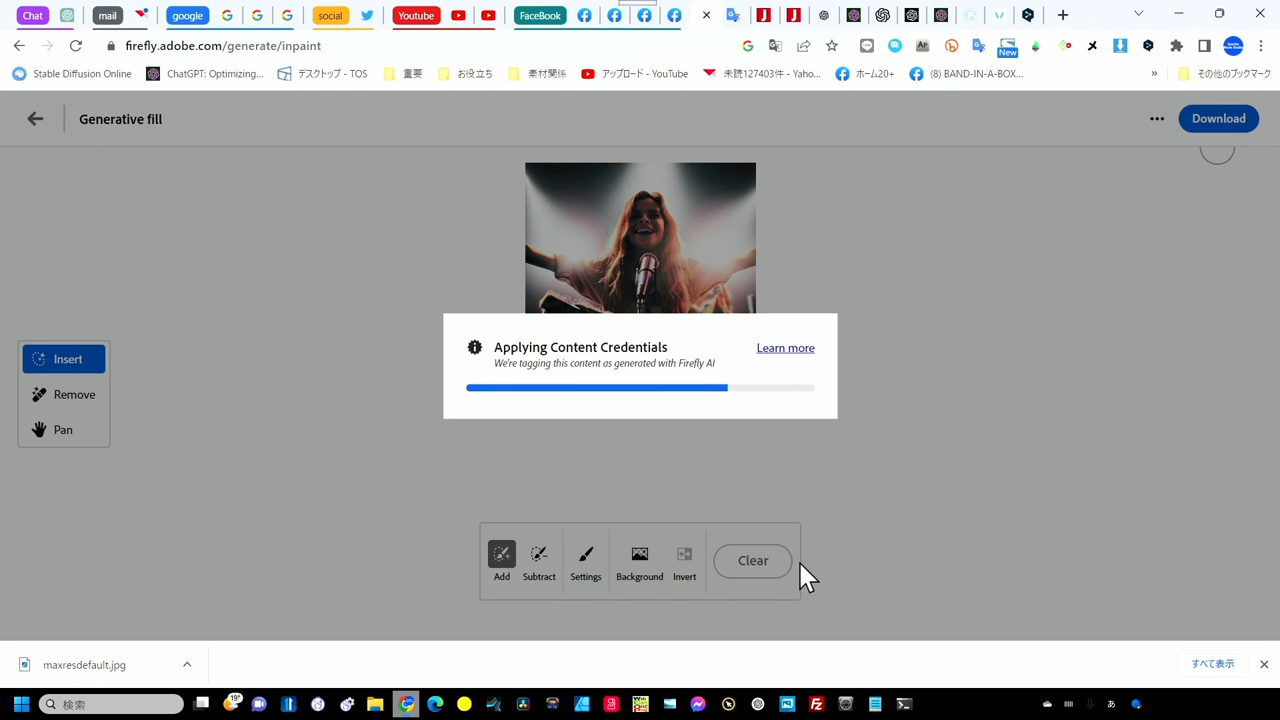 Chat
mail
google
social
Youtube
FaceBook
firefly.adobe.com/generate/inpaint
New
Stable Diffusion Online
ChatGPT: Optimizing...
デスクトップ - TOS
重要
お役立ち
素材関係
アップロード - YouTube
未読127403件 - Yaho...
ホーム20+
(8) BAND-IN-A-BOX...
»
その他のブックマーク
Generative fill
Download
Applying Content Credentials
Learn more
We're tagging this content as generated with Firefly AI
Insert
Remove
Pan
Add
Subtract
Settings
Background
Invert
Clear
maxresdefault.jpg
すべて表示
検索
19°
あ